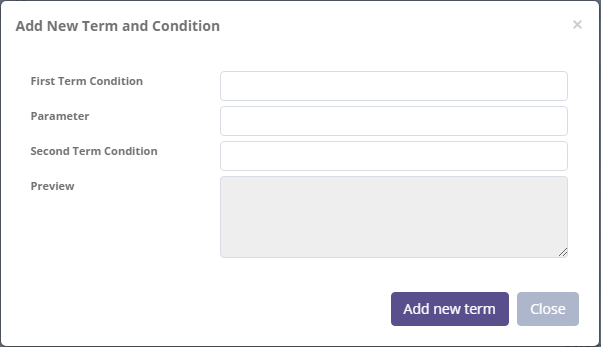 Add New Term and Condition ×
First Term Condition
Parameter
Second Term Condition
Preview
Add new term Close